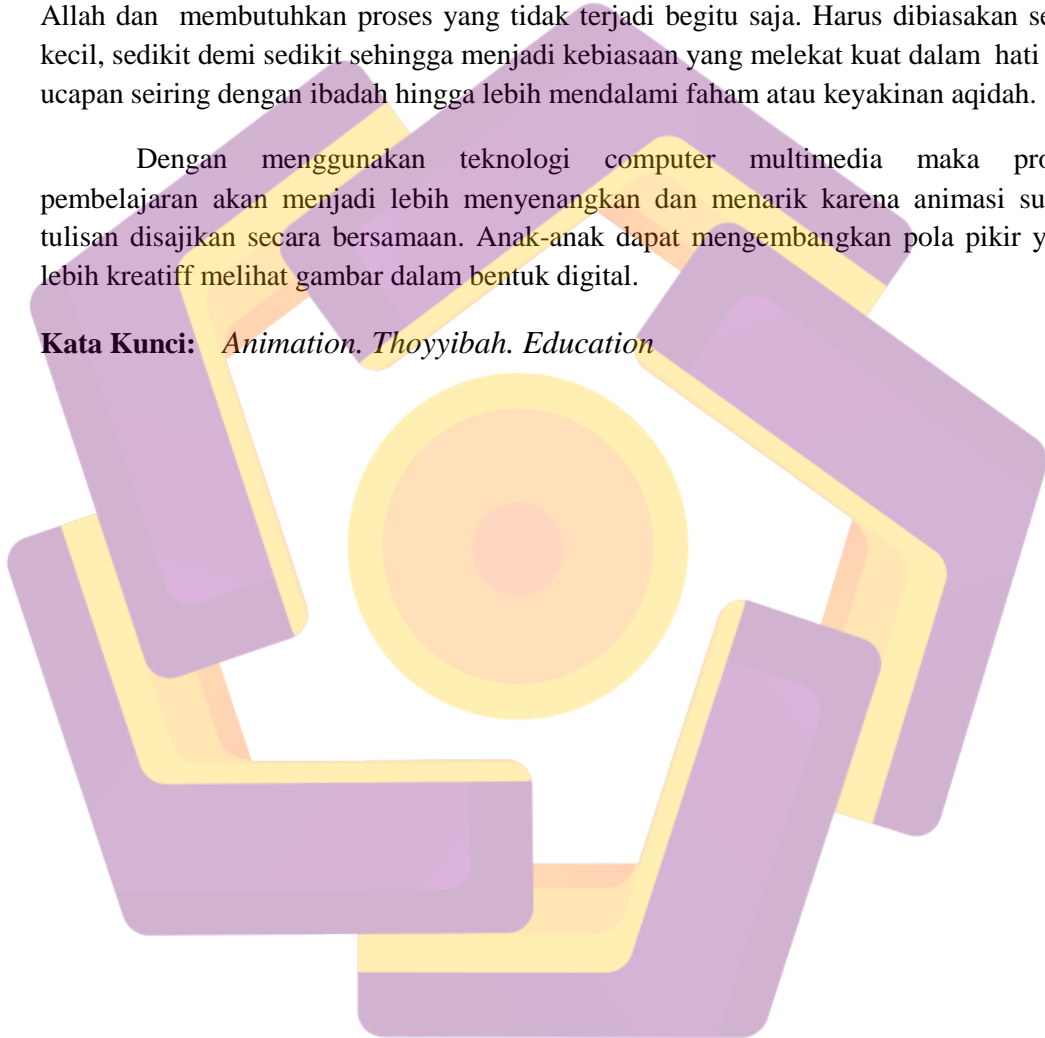 Allah dan membutuhkan proses yang tidak terjadi begitu saja. Harus dibiasakan se
kecil, sedikit demi sedikit sehingga menjadi kebiasaan yang melekat kuat dalam hati
ucapan seiring dengan ibadah hingga lebih mendalami faham atau keyakinan aqidah.
Dengan menggunakan teknologi computer multimedia maka pro
pembelajaran akan menjadi lebih menyenangkan dan menarik karena animasi su
tulisan disajikan secara bersamaan. Anak-anak dapat mengembangkan pola pikir y
lebih kreatiff melihat gambar dalam bentuk digital.
Kata Kunci: Animation. Thoyyibah. Education